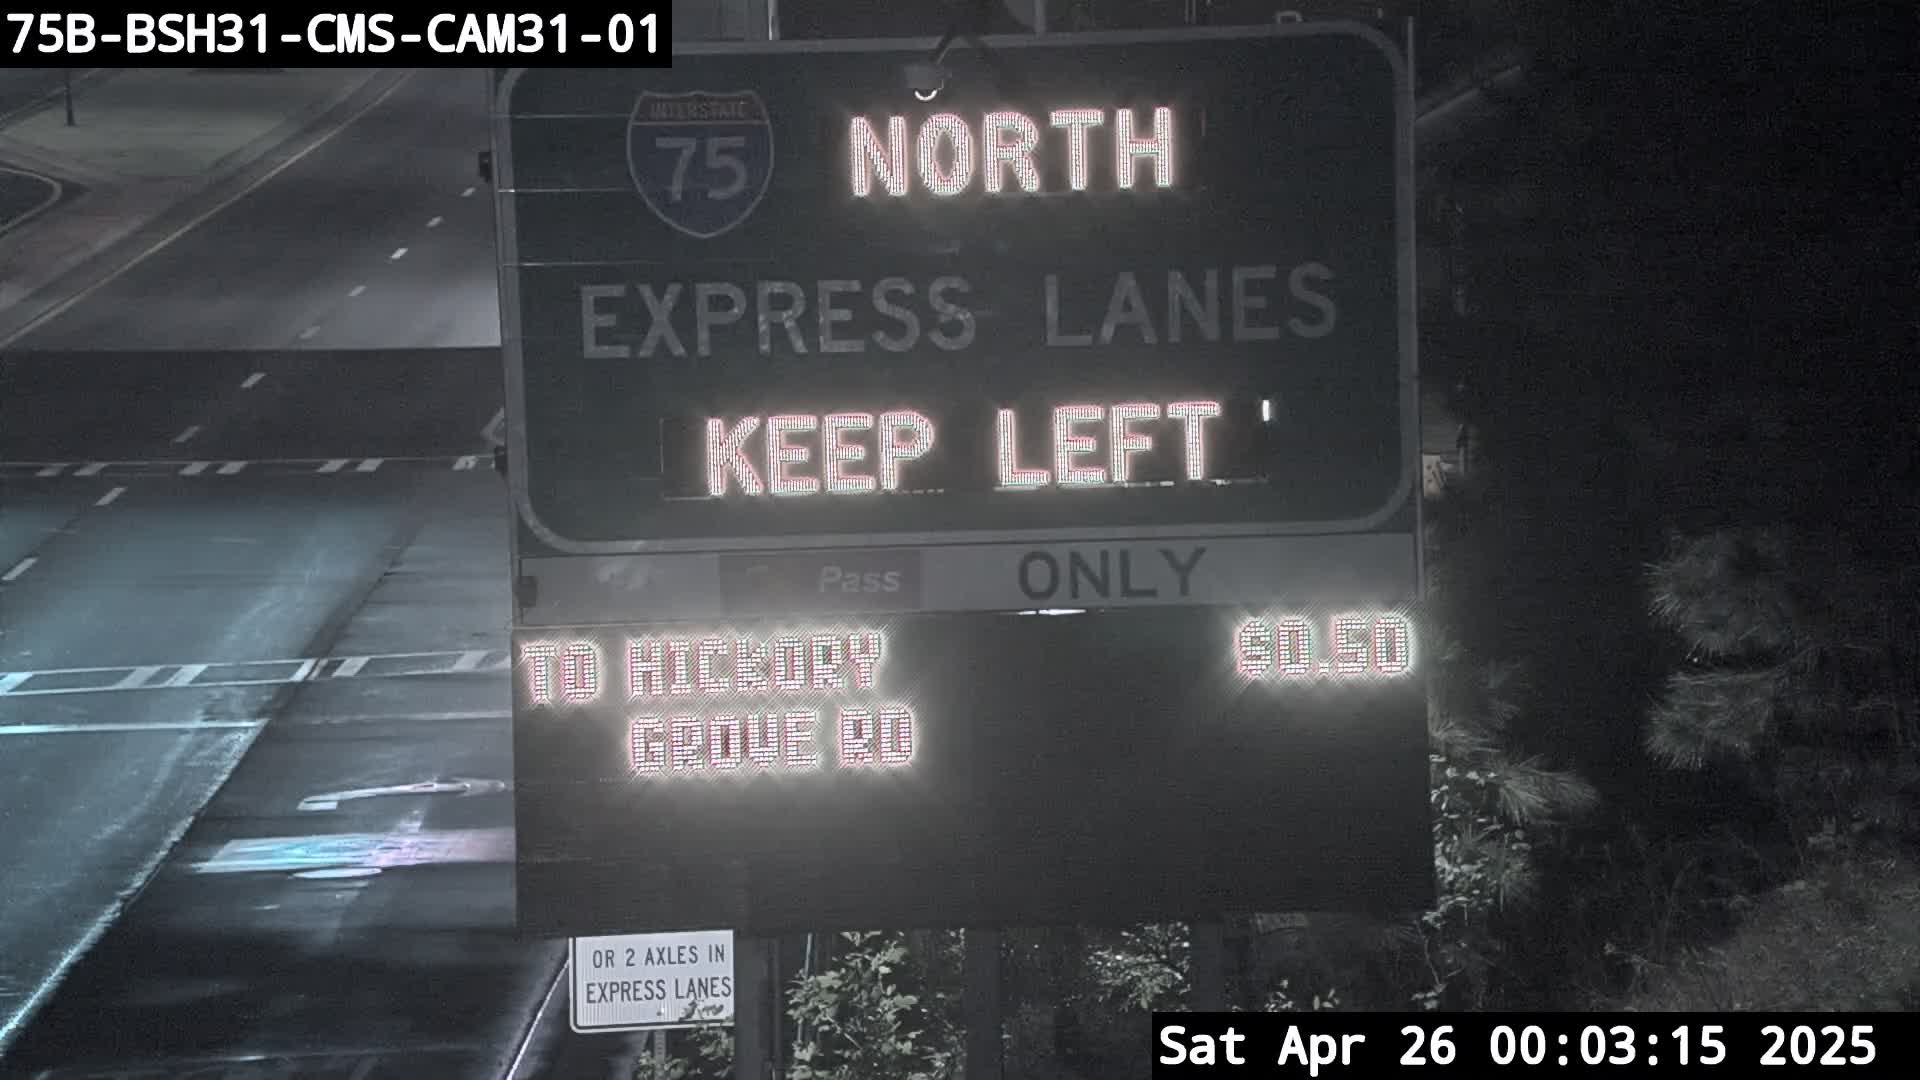 75B-BSH31-CMS-CAM31-01
INTERSTATE
75
NORTH
EXPRESS LANES
KEEP LEFT
Pass ONLY
TO HICKORY $0.50
GROVE RD
OR 2 AXLES IN
EXPRESS LANES
Sat Apr 26 00:03:15 2025